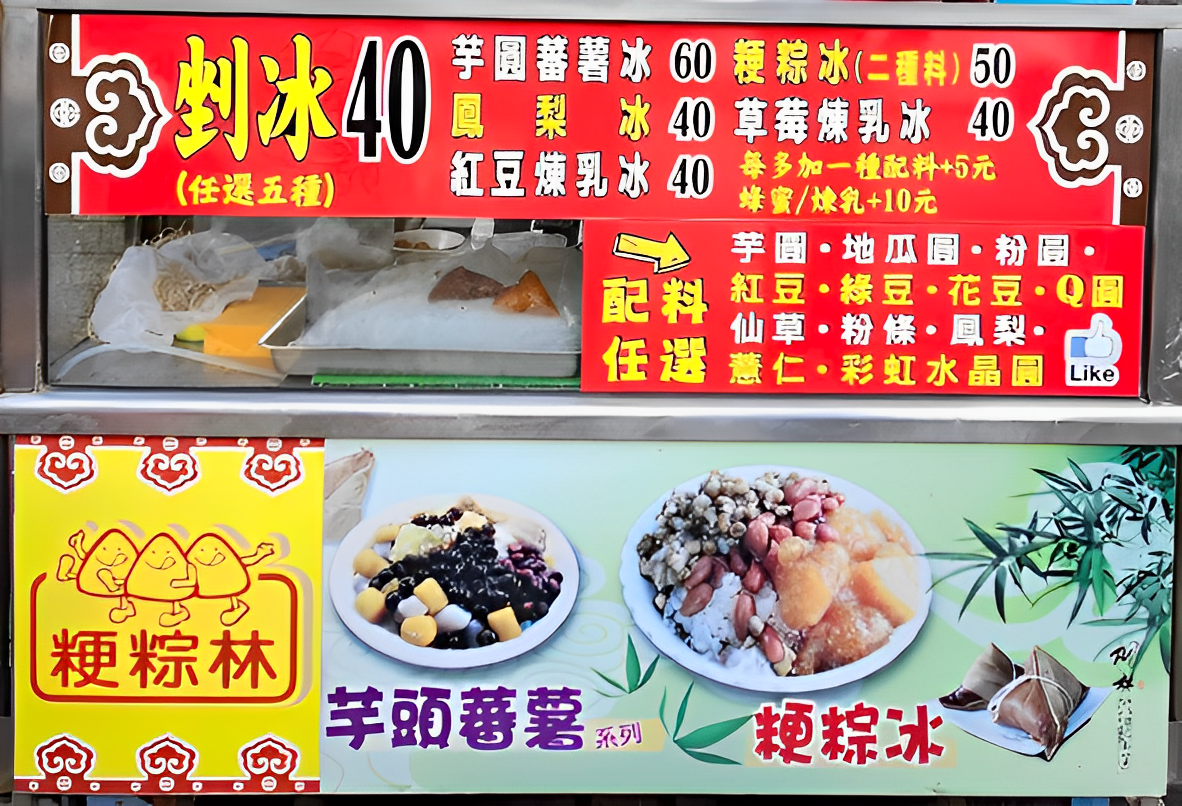 剉冰 40
(任選五種)
芋圓蕃薯冰 60
鳳梨冰 40
紅豆煉乳冰 40
粳粽冰(二種料) 50
草莓煉乳冰 40
每多加一種配料+5元
蜂蜜/煉乳+10元
配料
任選
芋圓·地瓜圓·粉圓·
紅豆·綠豆·花豆·Q圓
仙草·粉條·鳳梨·
薏仁·彩虹水晶圓
Like
粳粽林
芋頭蕃薯系列
粳粽冰